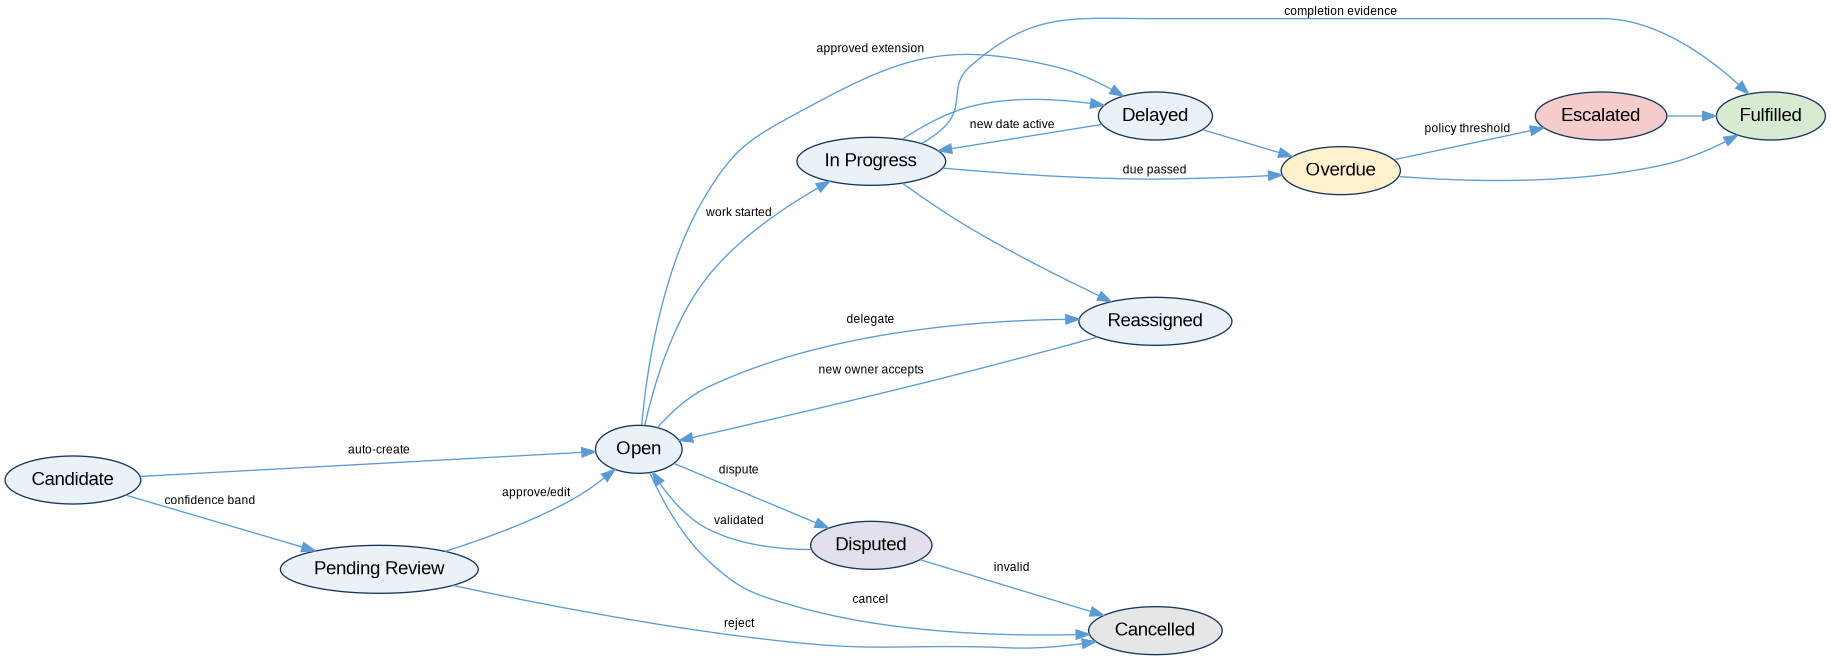 completion evidence
approved extension
Delayed
Escalated
Fulfilled
new date active
policy threshold
In Progress
due passed
Overdue
work started
delegate
Reassigned
new owner accepts
auto-create
Open
Candidate
dispute
confidence band
approve/edit
validated
Disputed
Pending Review
invalid
cancel
reject
Cancelled